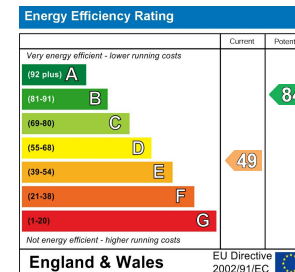 Energy Efficiency Rating
Current
Very energy efficient - lower running costs
(92 plus) A
(81-91) B
(69-80) C
(55-68) D
(39-54) E
49
(21-38) F
(1-20) G
Not energy efficient - higher running costs
England & Wales
EU Directive
2002/91/EC